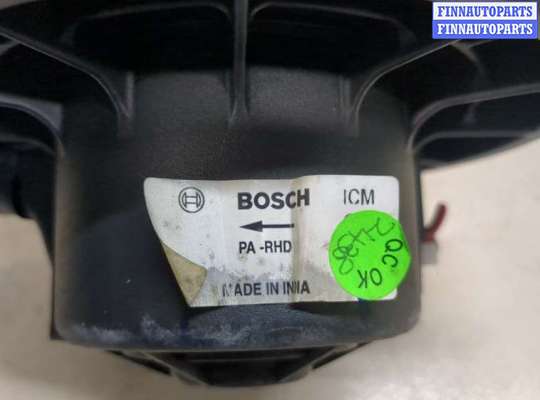 FINNAUTOPARTS
FINNAUTOPARTS
BOSCH ICM
PA -RHD
QC OK
MADE IN INDIA